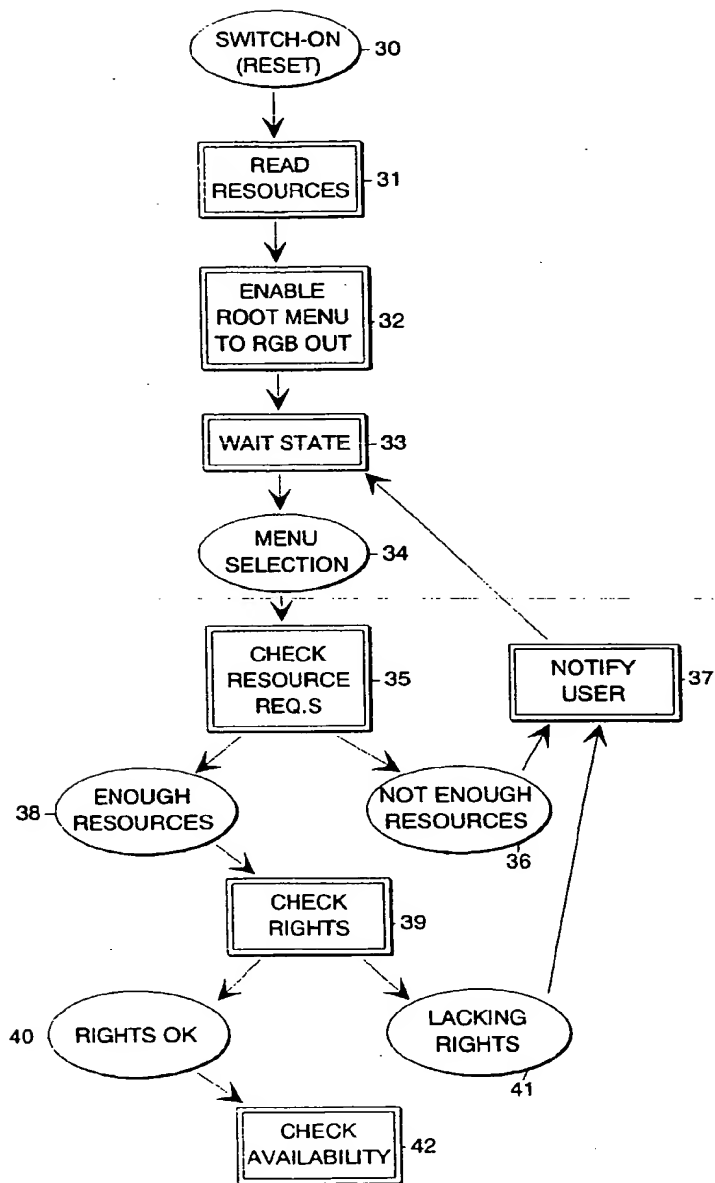 SWITCH-ON
(RESET)
30
READ
RESOURCES
31
ENABLE
ROOT MENU
TO RGB OUT
32
WAIT STATE
33
MENU
SELECTION
34
CHECK
RESOURCE
REQ.S
35
NOTIFY
USER
37
38
ENOUGH
RESOURCES
NOT ENOUGH
RESOURCES
36
CHECK
RIGHTS
39
40
RIGHTS OK
LACKING
RIGHTS
41
CHECK
AVAILABILITY
42